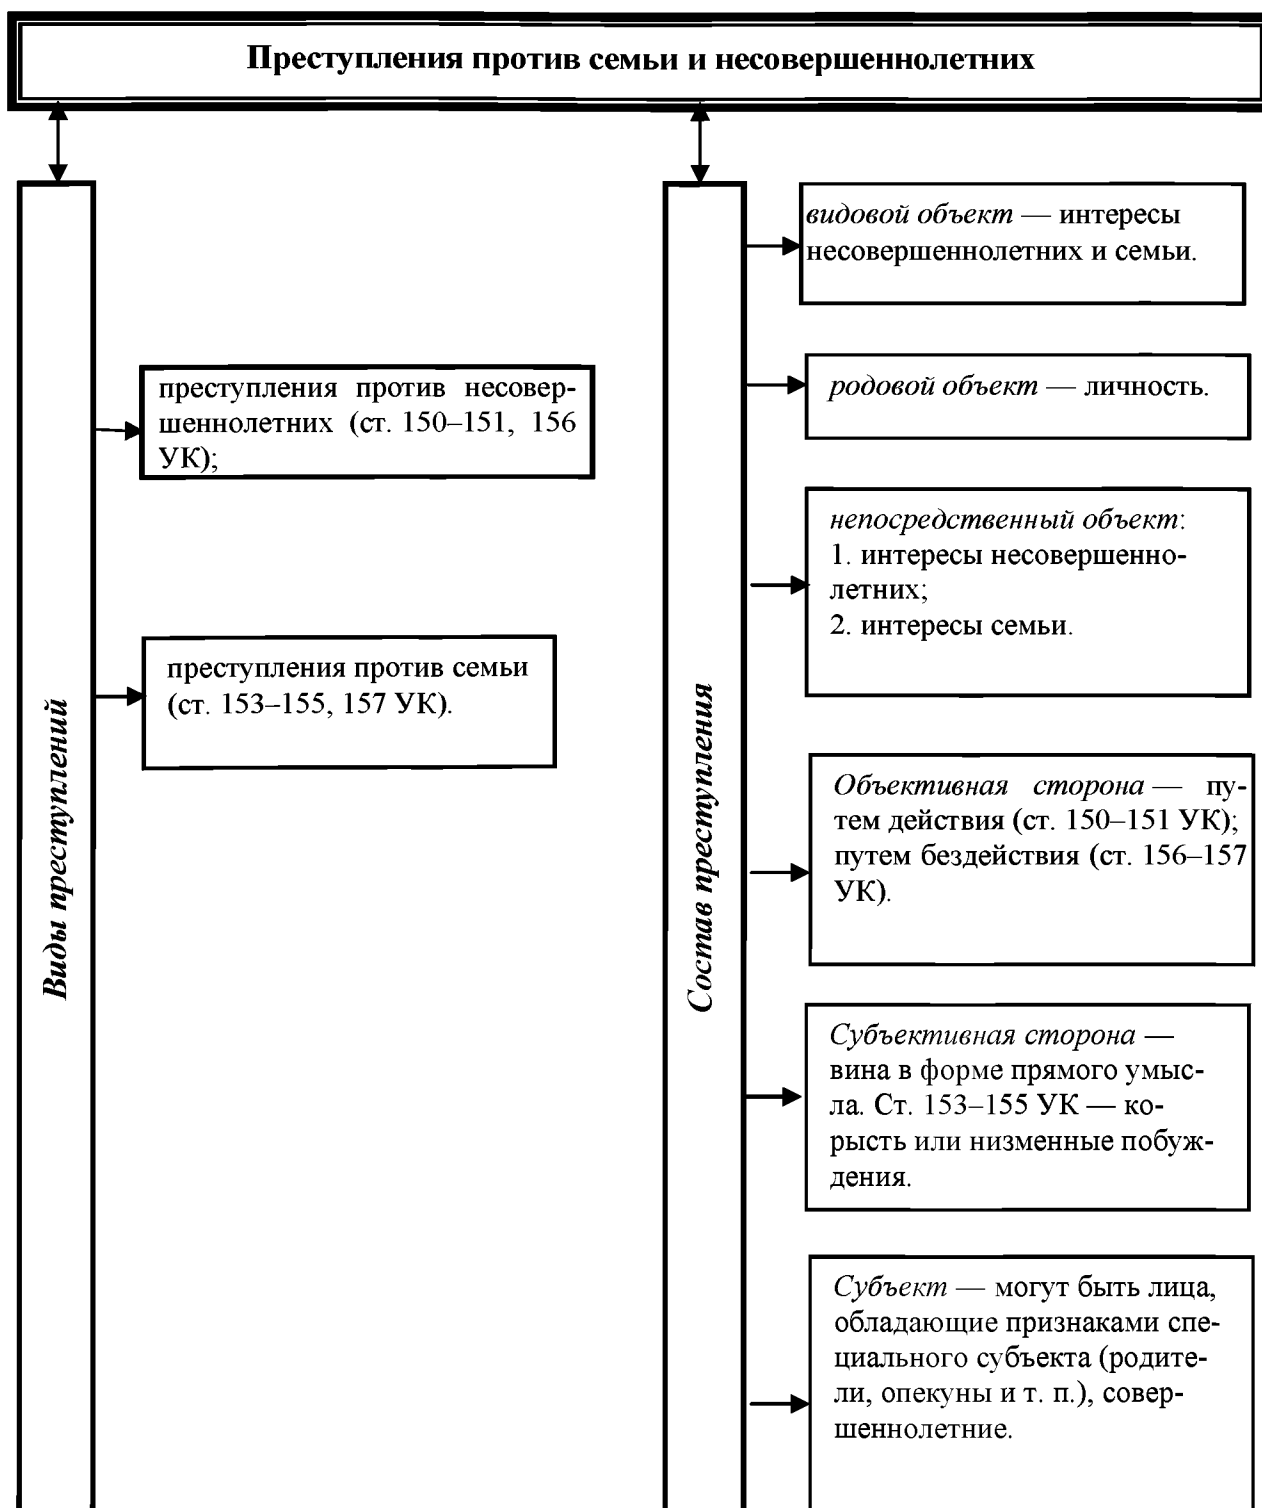 Преступления против семьи и несовершеннолетних
Виды преступлений
преступления против несовер-
шеннолетних (ст. 150–151, 156
УК);
преступления против семьи
(ст. 153–155, 157 УК).
Состав преступления
видовой объект — интересы
несовершеннолетних и семьи.
родовой объект — личность.
непосредственный объект:
1. интересы несовершенно-
летних;
2. интересы семьи.
Объективная сторона — пу-
тем действия (ст. 150–151 УК);
путем бездействия (ст. 156–157
УК).
Субъективная сторона —
вина в форме прямого умыс-
ла. Ст. 153–155 УК — ко-
рысть или низменные побуж-
дения.
Субъект — могут быть лица,
обладающие признаками спе-
циального субъекта (родите-
ли, опекуны и т. п.), совер-
шеннолетние.